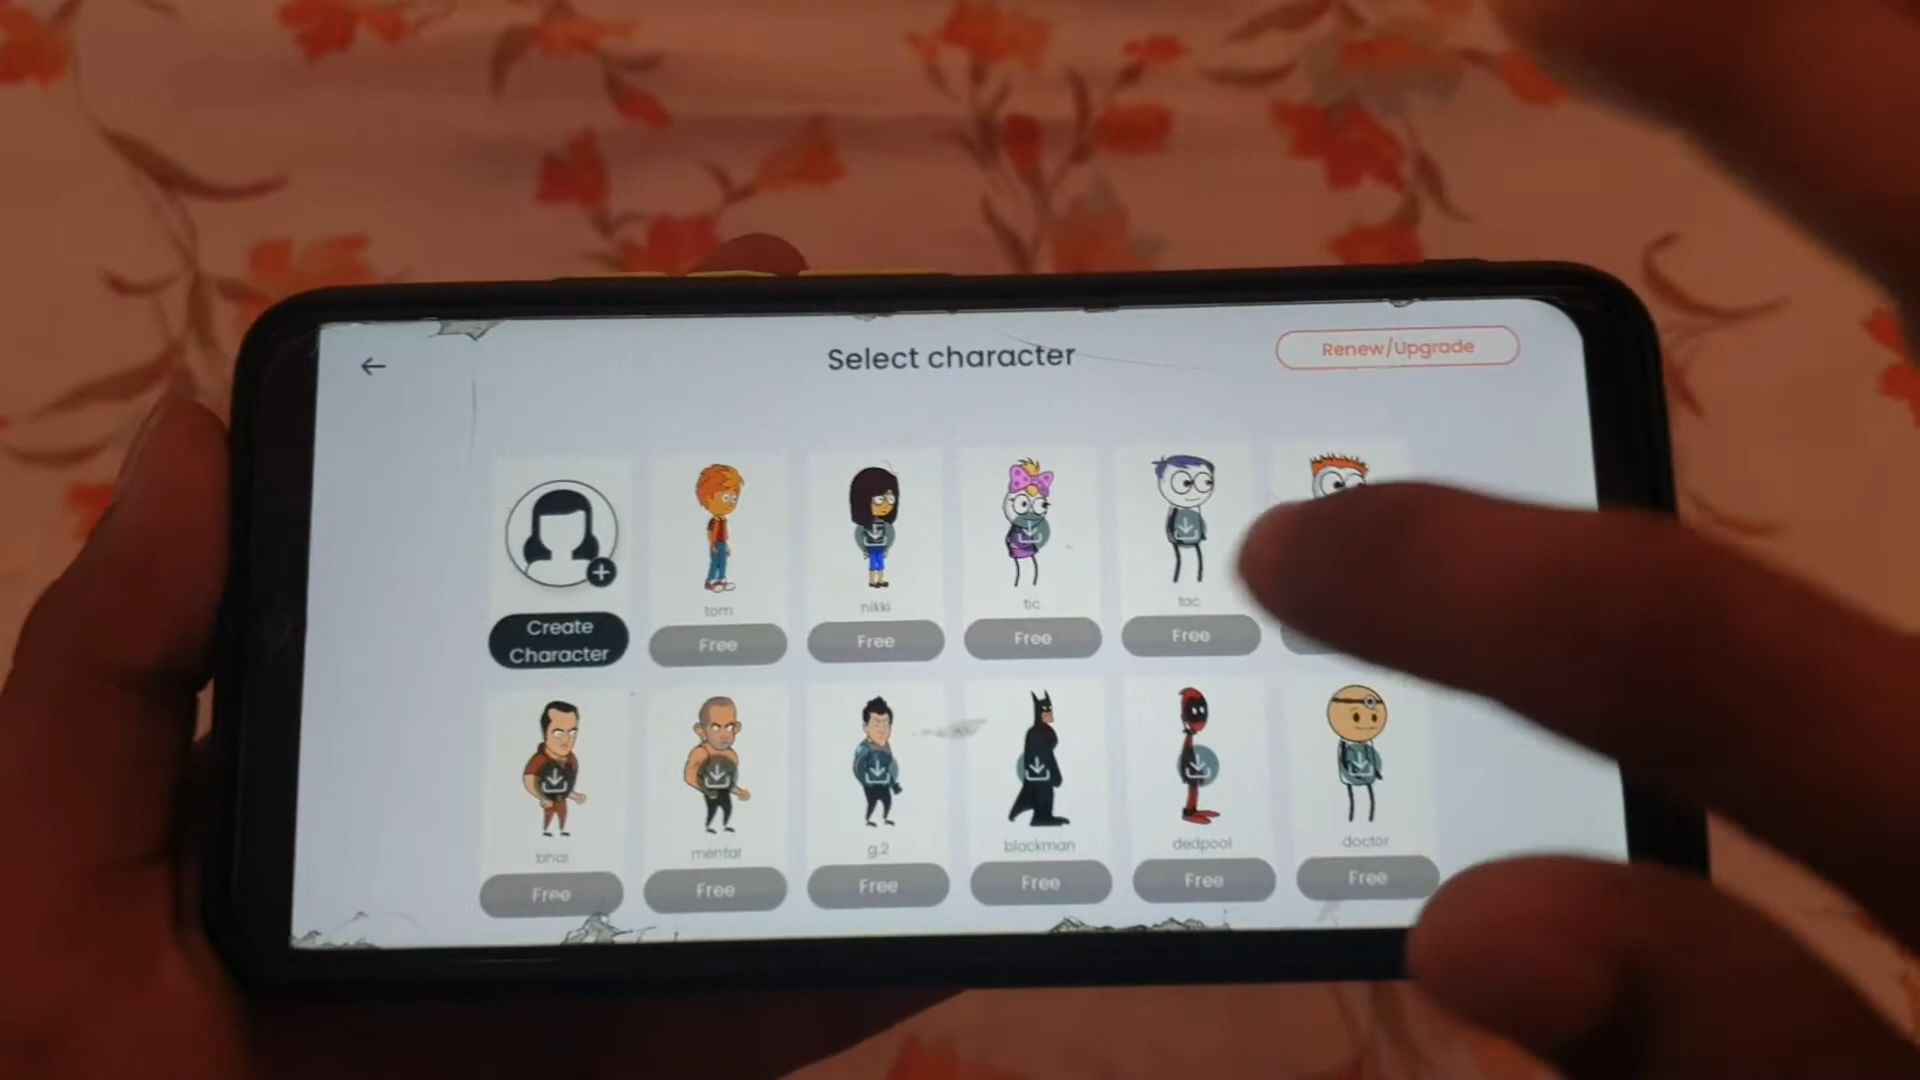 Select character
Renew/Upgrade
Create
Character
tom
nikki
tic
tac
Free
Free
Free
Free
bhai
mental
g.2
blackman
dedpool
doctor
Free
Free
Free
Free
Free
Free